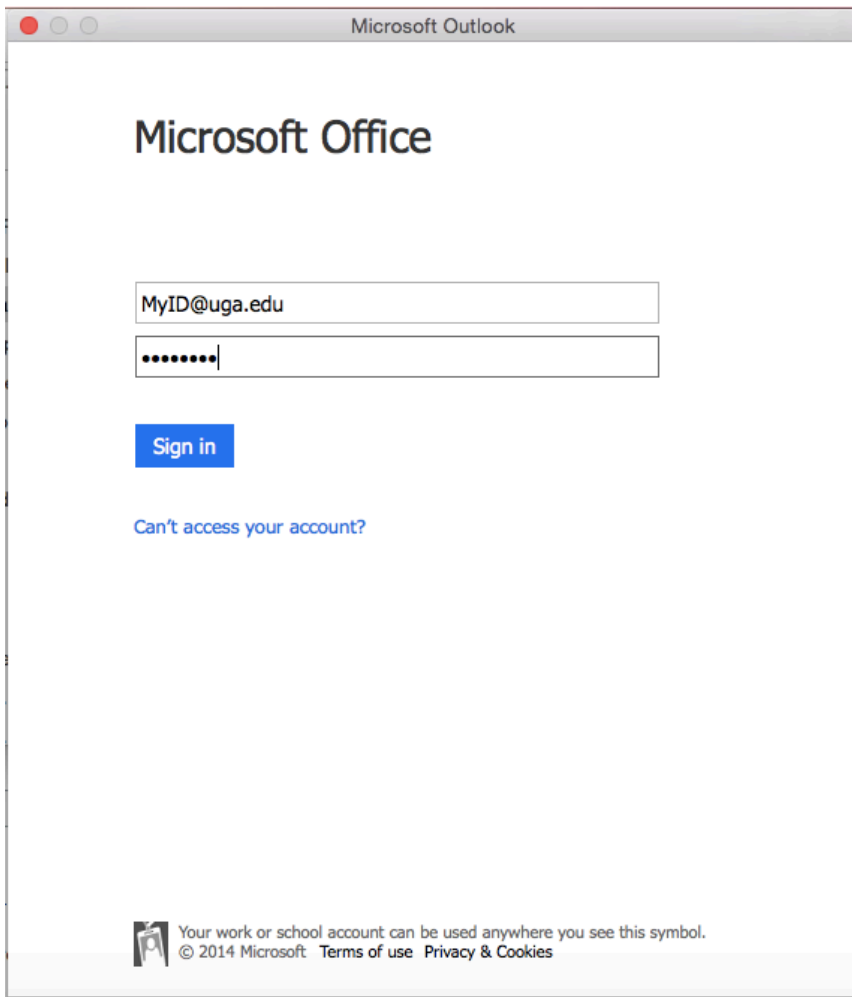 Microsoft Outlook
Microsoft Office
MyID@uga.edu
••••••••
Sign in
Can't access your account?
Your work or school account can be used anywhere you see this symbol.
© 2014 Microsoft Terms of use Privacy & Cookies